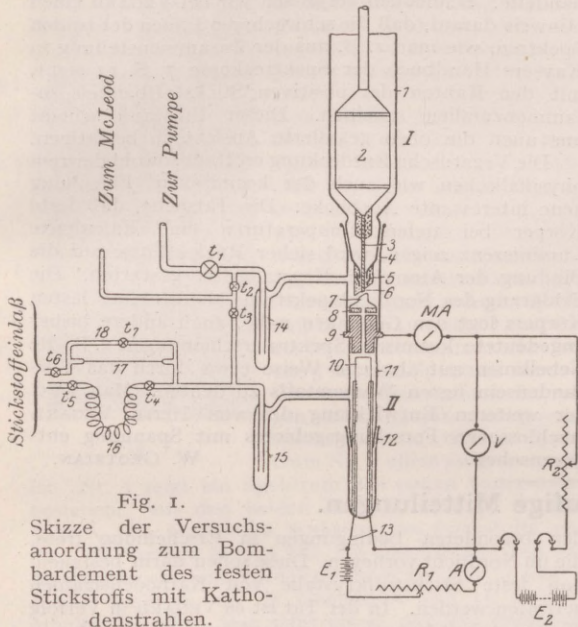 1
I
2
Zum McLeod
Zur Pumpe
3
4
5
6
7
8
9
t₁
t₂
t₃
14
MA
18
t₇
t₆
17
t₅
t₄
16
Stickstoffeinlaß
10
11
II
12
15
V
R₂
13
E₁
R₁
A
E₂
Fig. 1.
Skizze der Versuchs-
anordnung zum Bom-
bardement des festen
Stickstoffs mit Katho-
denstrahlen.